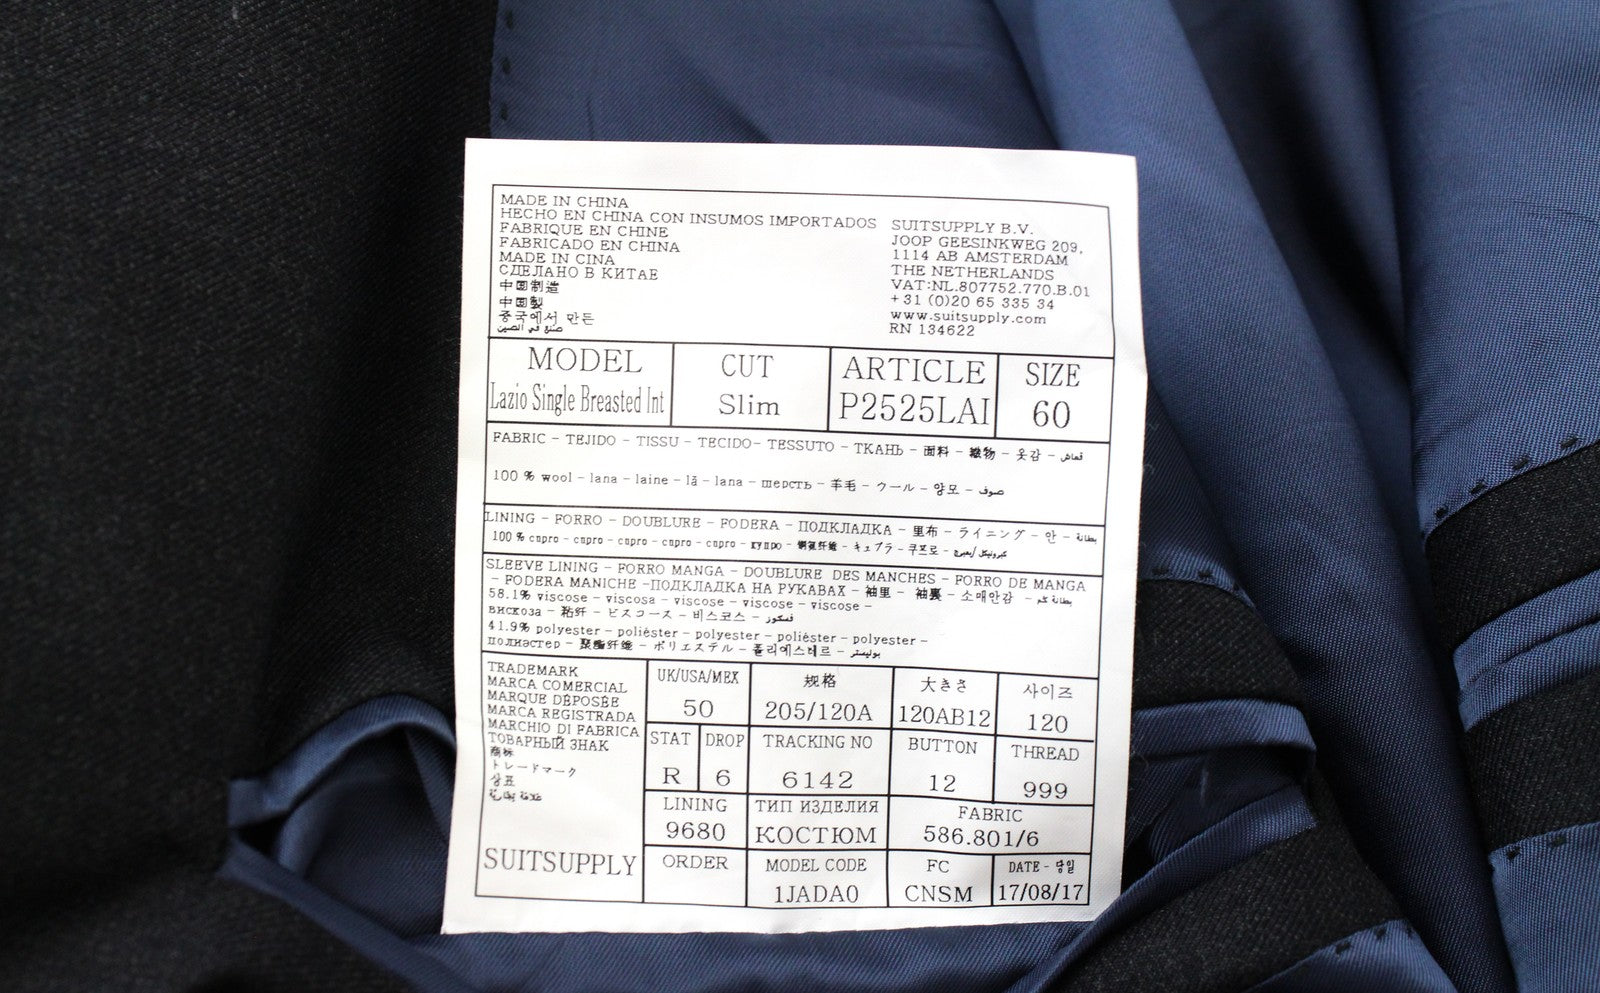 MADE IN CHINA
HECHO EN CHINA CON INSUMOS IMPORTADOS
FABRIQUE EN CHINE
FABRICADO EN CHINA
MADE IN CINA
СДЕЛАНО В КИТАЕ
中国制造
中国製
중국에서 만든
صنع في الصين
SUITSUPPLY B.V.
JOOP GEESINKWEG 209,
1114 AB AMSTERDAM
THE NETHERLANDS
VAT:NL.807752.770.B.01
+31 (0)20 65 335 34
www.suitsupply.com
RN 134622
MODEL
Lazio Single Breasted Int
CUT
Slim
ARTICLE
P2525LAI
SIZE
60
FABRIC - TEJIDO - TISSU - TECIDO- TESSUTO - ТКАНЬ - 面料 - 織物 - 옷감 - قماش
100 % wool - lana - laine - lã - lana - шерсть - 羊毛 - ウール - 양모 - صوف
LINING - FORRO - DOUBLURE - FODERA - ПОДКЛАДКА - 里布 - ライニング - 안 - بطانة
100 % cupro - cupro - cupro - cupro - cupro - купро - 铜氨纤维 - キュプラ - 쿠프로 -
SLEEVE LINING - FORRO MANGA - DOUBLURE DES MANCHES - FORRO DE MANGA
- FODERA MANICHE -ПОДКЛАДКА НА РУКАВАХ - 袖里 - 袖裏 - 소매안감 - بطانة كم
58.1% viscose - viscosa - viscose - viscose - viscose -
вискоза - 粘纤 - ビスコース - 비스코스 - فسكوز
41.9% polyester - poliéster - polyester - poliéster - polyester -
полиэстер - 聚酯纤维 - ポリエステル - 폴리에스테르 - بوليستر
TRADEMARK
MARCA COMERCIAL
MARQUE DÉPOSÉE
MARCA REGISTRADA
MARCHIO DI FABRICA
ТОВАРНЫЙ ЗНАК
商标
トレードマーク
상표
علامة تجارية
SUITSUPPLY
UK/USA/MEX
50
规格
205/120A
大きさ
120AB12
사이즈
120
STAT
R
DROP
6
TRACKING NO
6142
BUTTON
12
THREAD
999
LINING
9680
ТИП ИЗДЕЛИЯ
КОСТЮМ
FABRIC
586.801/6
ORDER
MODEL CODE
1JADA0
FC
CNSM
DATE -
17/08/17